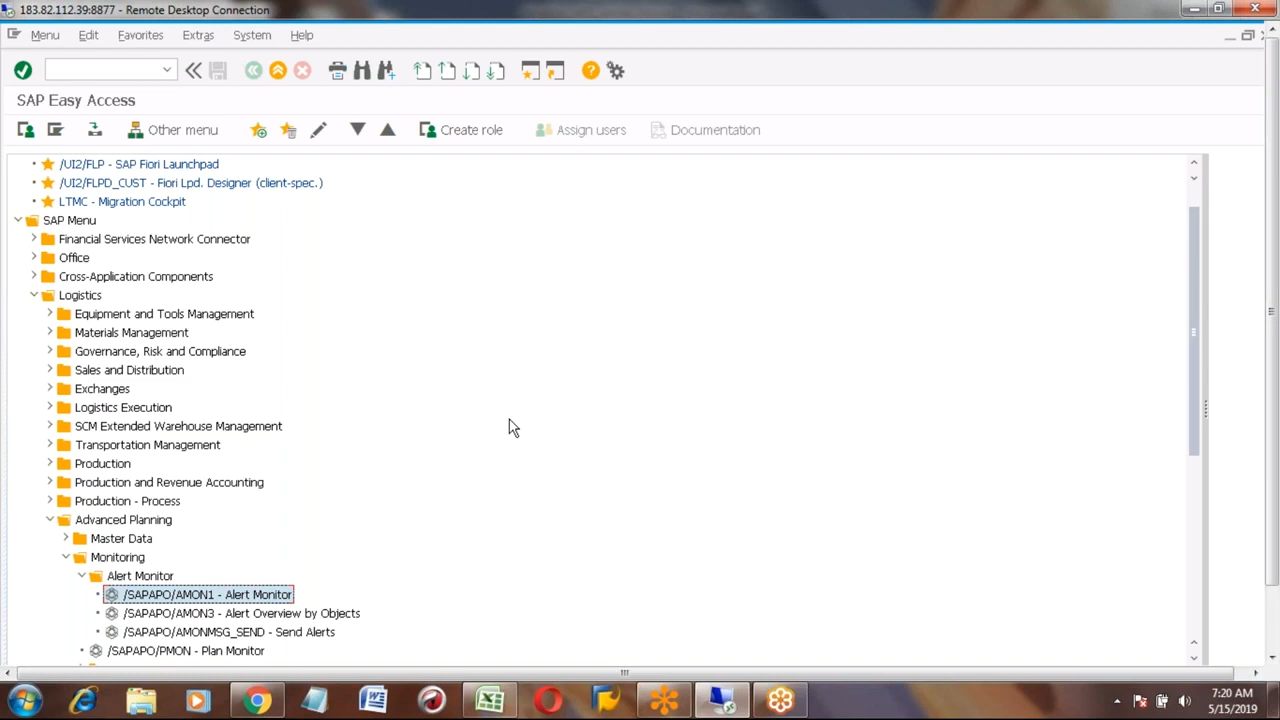 183.82.112.39:8877 - Remote Desktop Connection
Menu Edit Favorites Extras System Help
SAP Easy Access
Other menu Create role Assign users Documentation
/UI2/FLP - SAP Fiori Launchpad
/UI2/FLPD_CUST - Fiori Lpd. Designer (client-spec.)
LTMC - Migration Cockpit
SAP Menu
Financial Services Network Connector
Office
Cross-Application Components
Logistics
Equipment and Tools Management
Materials Management
Governance, Risk and Compliance
Sales and Distribution
Exchanges
Logistics Execution
SCM Extended Warehouse Management
Transportation Management
Production
Production and Revenue Accounting
Production - Process
Advanced Planning
Master Data
Monitoring
Alert Monitor
/SAPAPO/AMON1 - Alert Monitor
/SAPAPO/AMON3 - Alert Overview by Objects
/SAPAPO/AMONMSG_SEND - Send Alerts
/SAPAPO/PMON - Plan Monitor
7:20 AM
5/15/2019